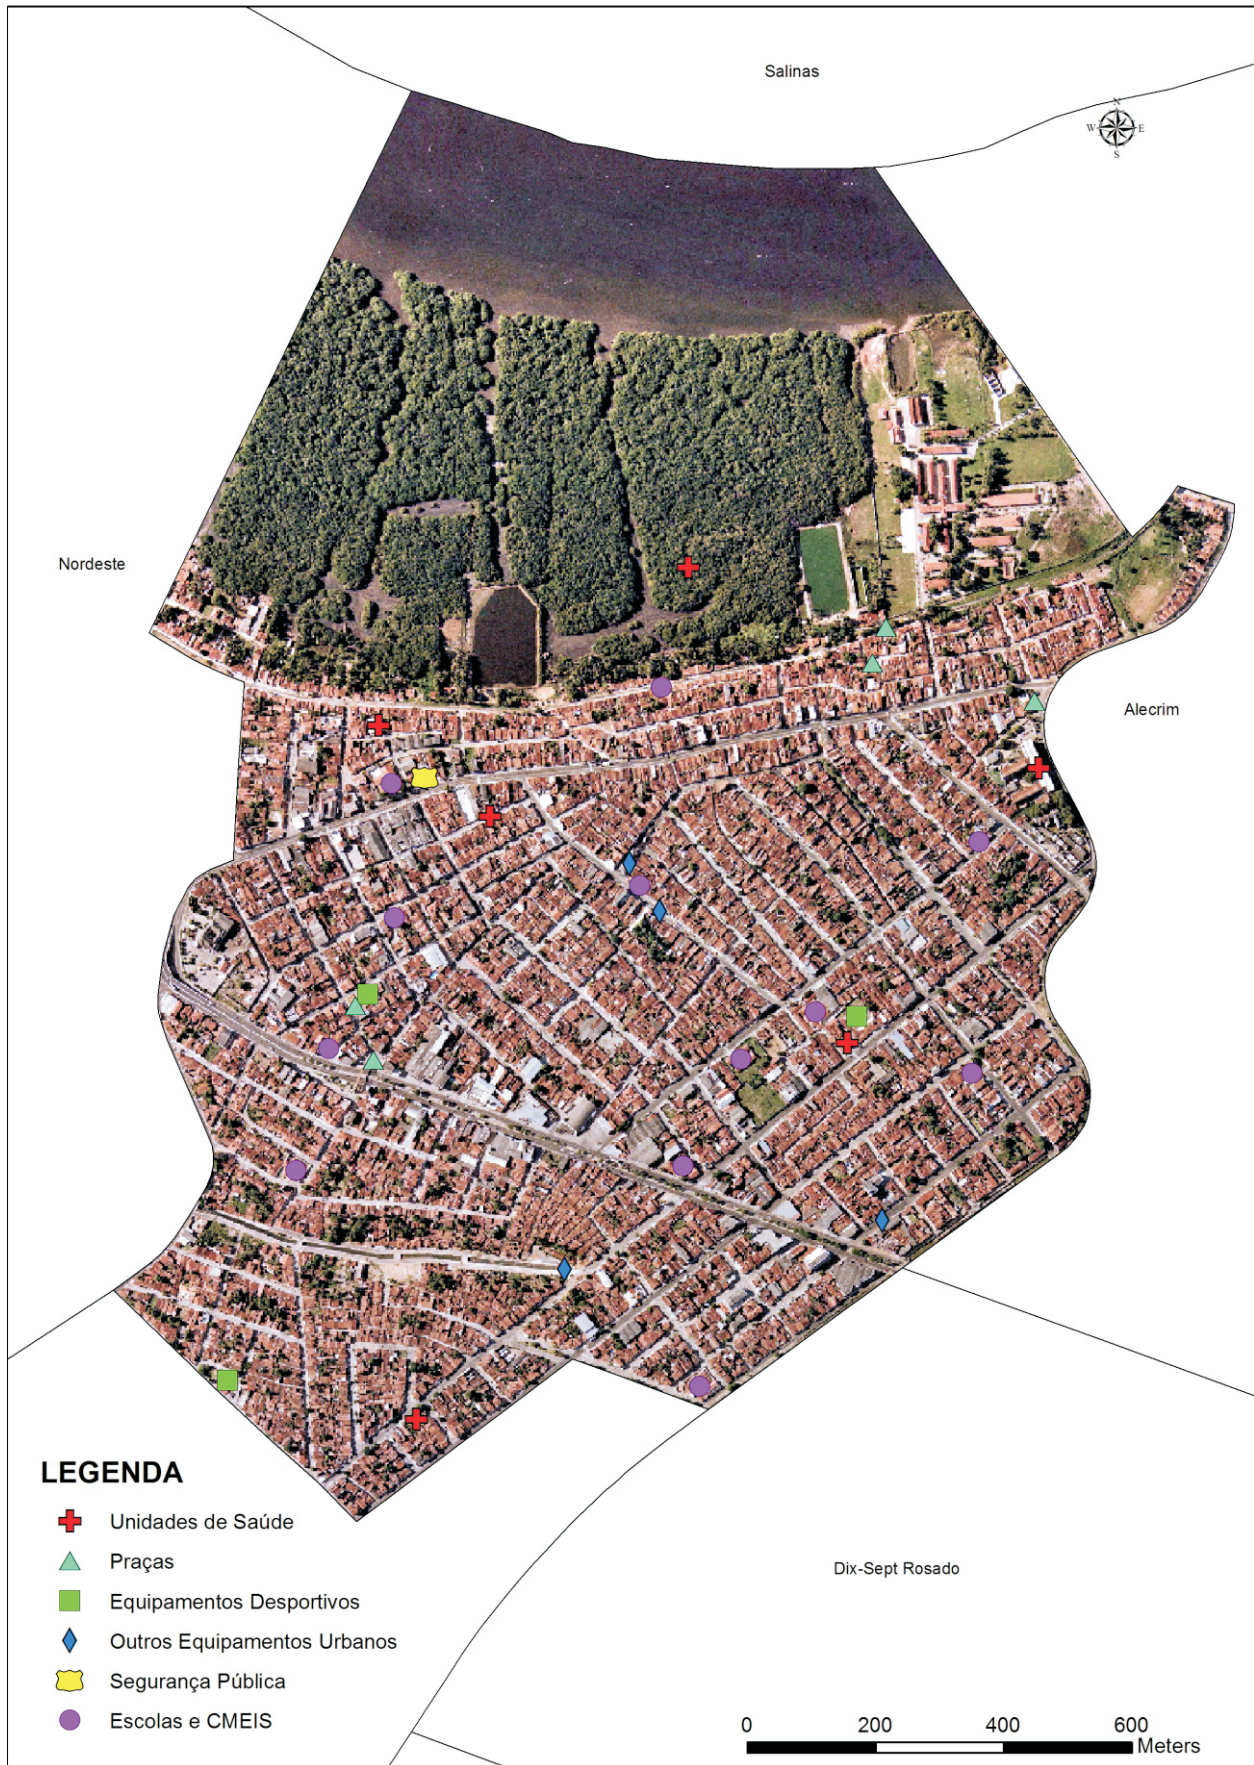 Salinas
N
W E
S
Nordeste
Alecrim
LEGENDA
Unidades de Saúde
Praças
Equipamentos Desportivos
Outros Equipamentos Urbanos
Segurança Pública
Escolas e CMEIS
Dix-Sept Rosado
0 200 400 600
Meters